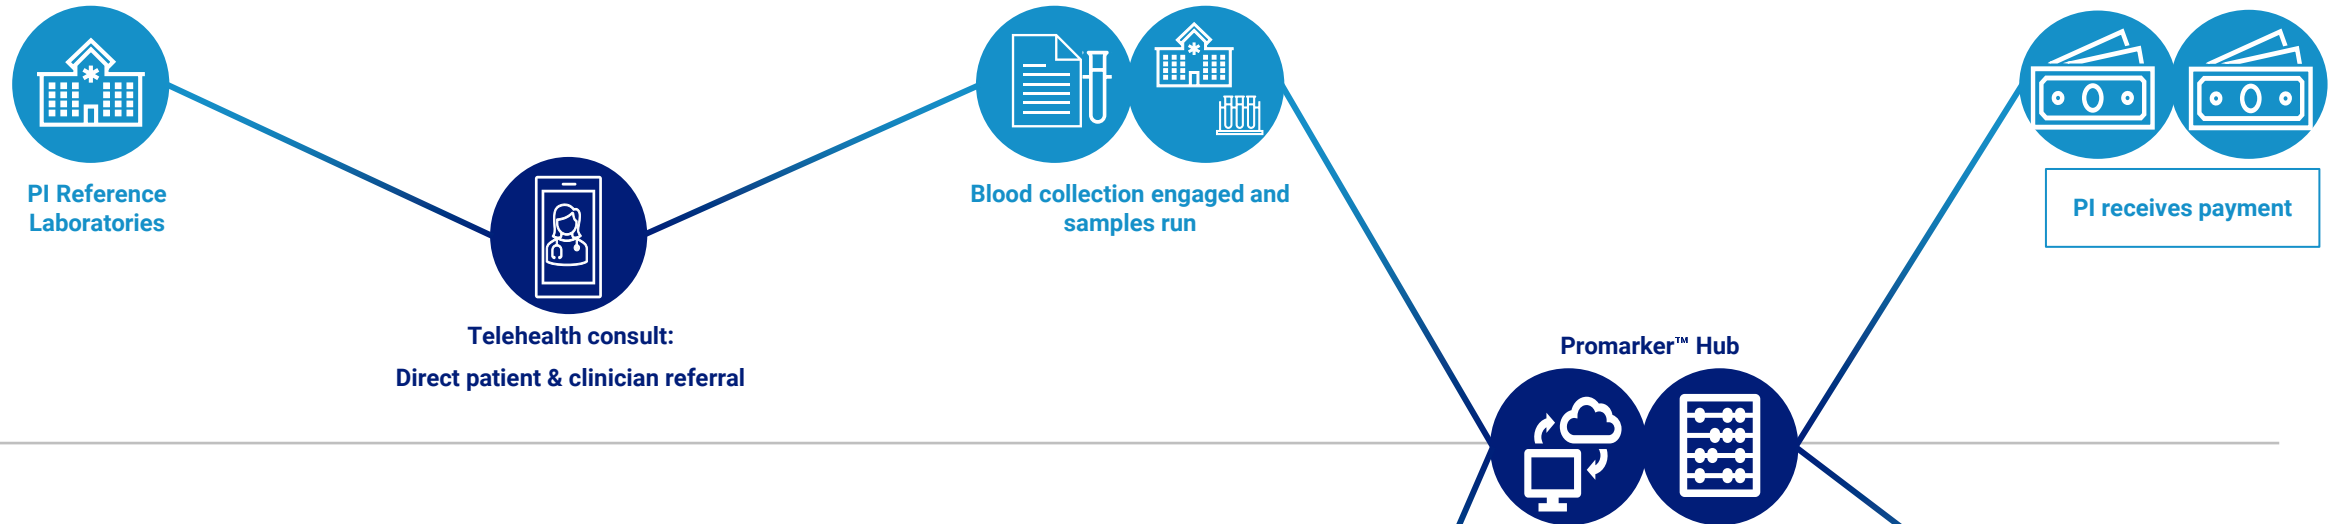 PI Reference
Laboratories
Telehealth consult:
Direct patient & clinician referral
Blood collection engaged and
samples run
Promarker™ Hub
PI receives payment